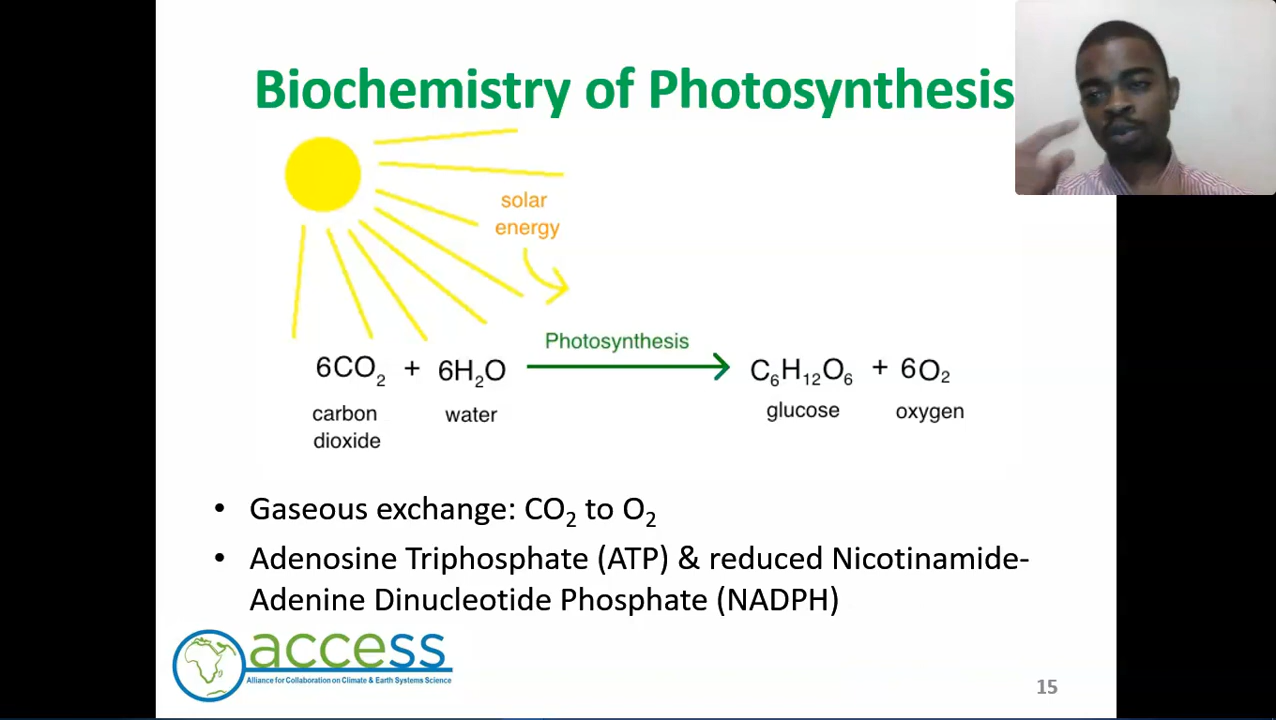 Biochemistry of Photosynthesis
solar
energy
Photosynthesis
6CO₂ + 6H₂O C₆H₁₂O₆ + 6O₂
carbon
dioxide
water
glucose
oxygen
• Gaseous exchange: CO₂ to O₂
• Adenosine Triphosphate (ATP) & reduced Nicotinamide-
Adenine Dinucleotide Phosphate (NADPH)
access
Alliance for Collaboration on Climate & Earth Systems Science
15